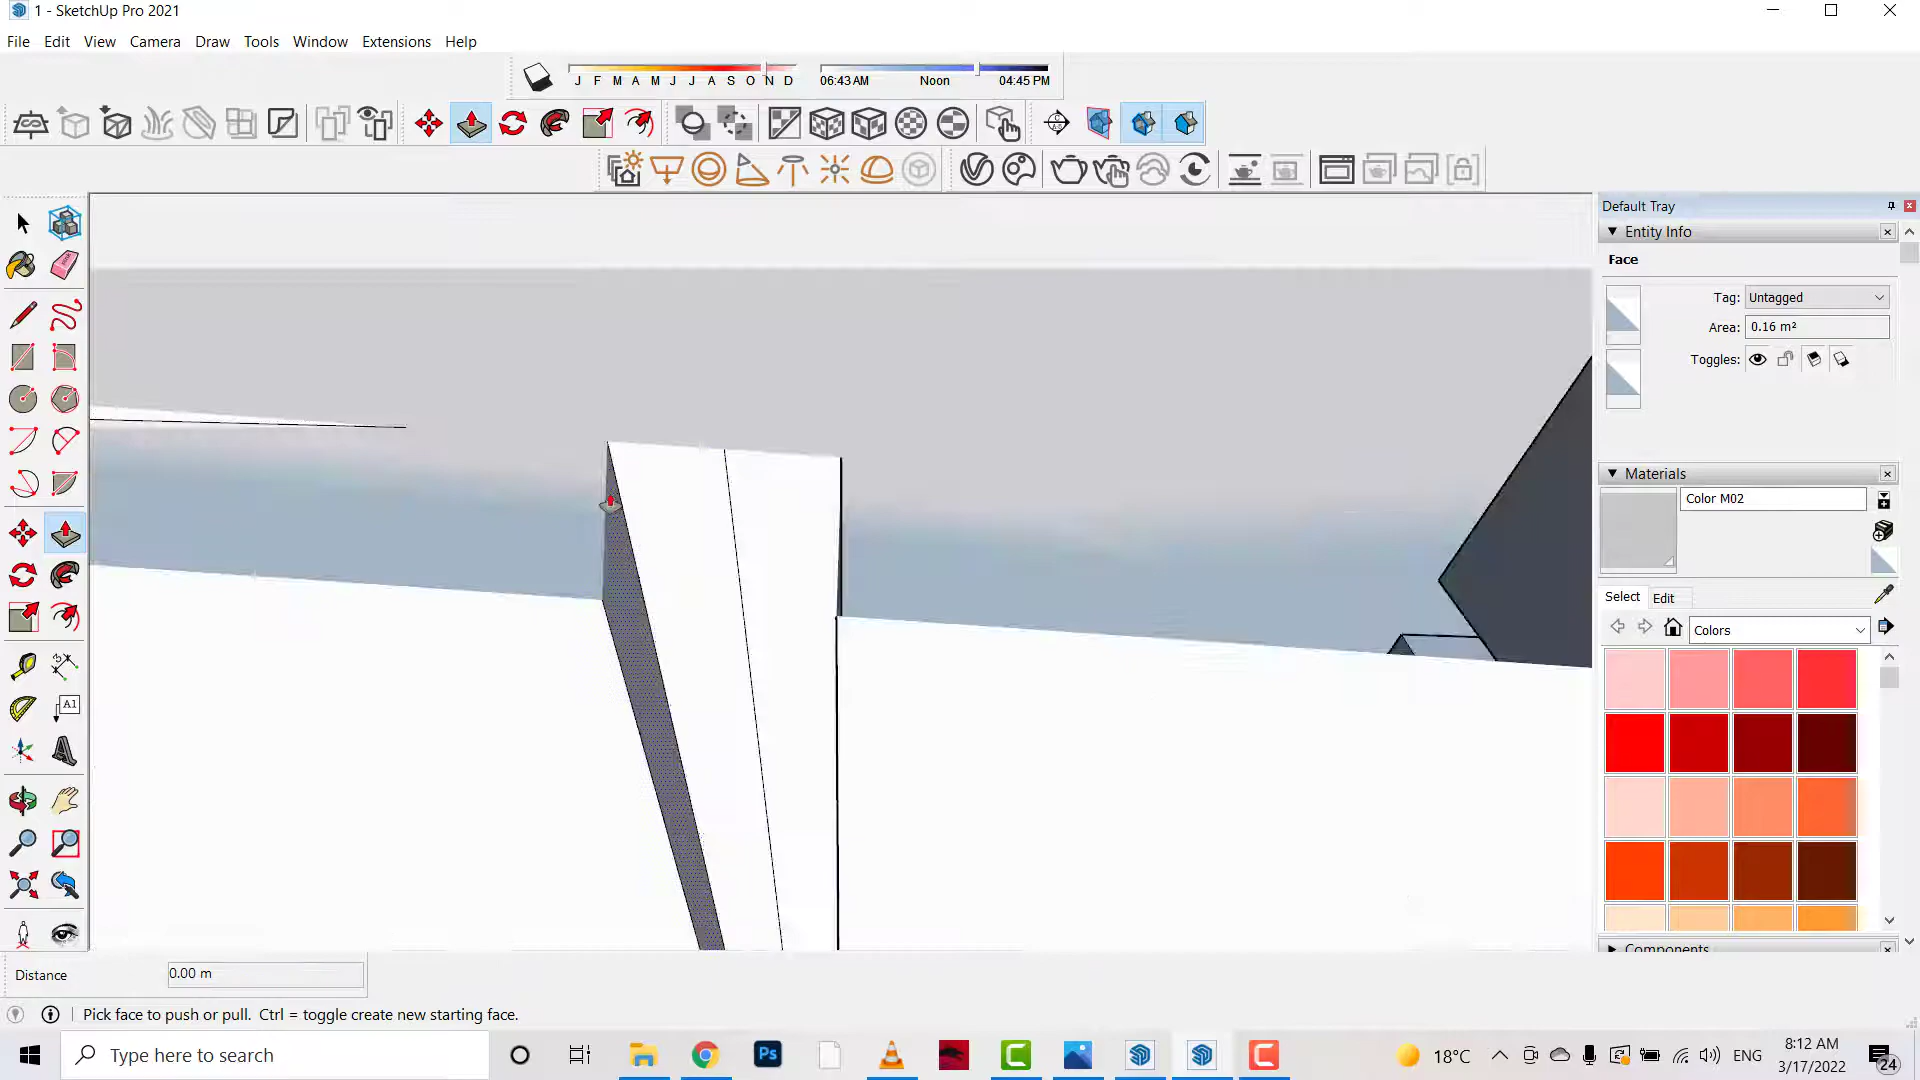 1 - SketchUp Pro 2021
File Edit View Camera Draw Tools Window Extensions Help
J F M A M J J A S O N D 06:43 AM Noon 04:45 PM
Default Tray
Entity Info
Face
Tag: Untagged
Area: 0.16 m²
Toggles:
Materials
Color M02
Select Edit
Colors
Components
A1
Distance 0.00 m
Pick face to push or pull. Ctrl = toggle create new starting face.
Type here to search
Ps
18°C
ENG
8:12 AM
3/17/2022
24